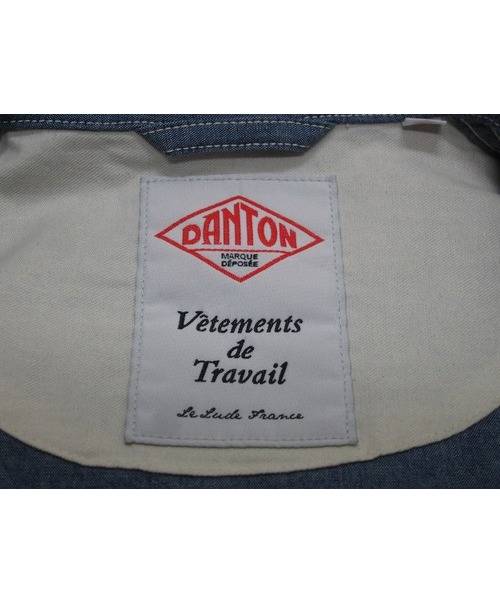 DANTON
MARQUE
DÉPOSÉE
Vêtements
de
Travail
Le Lude France